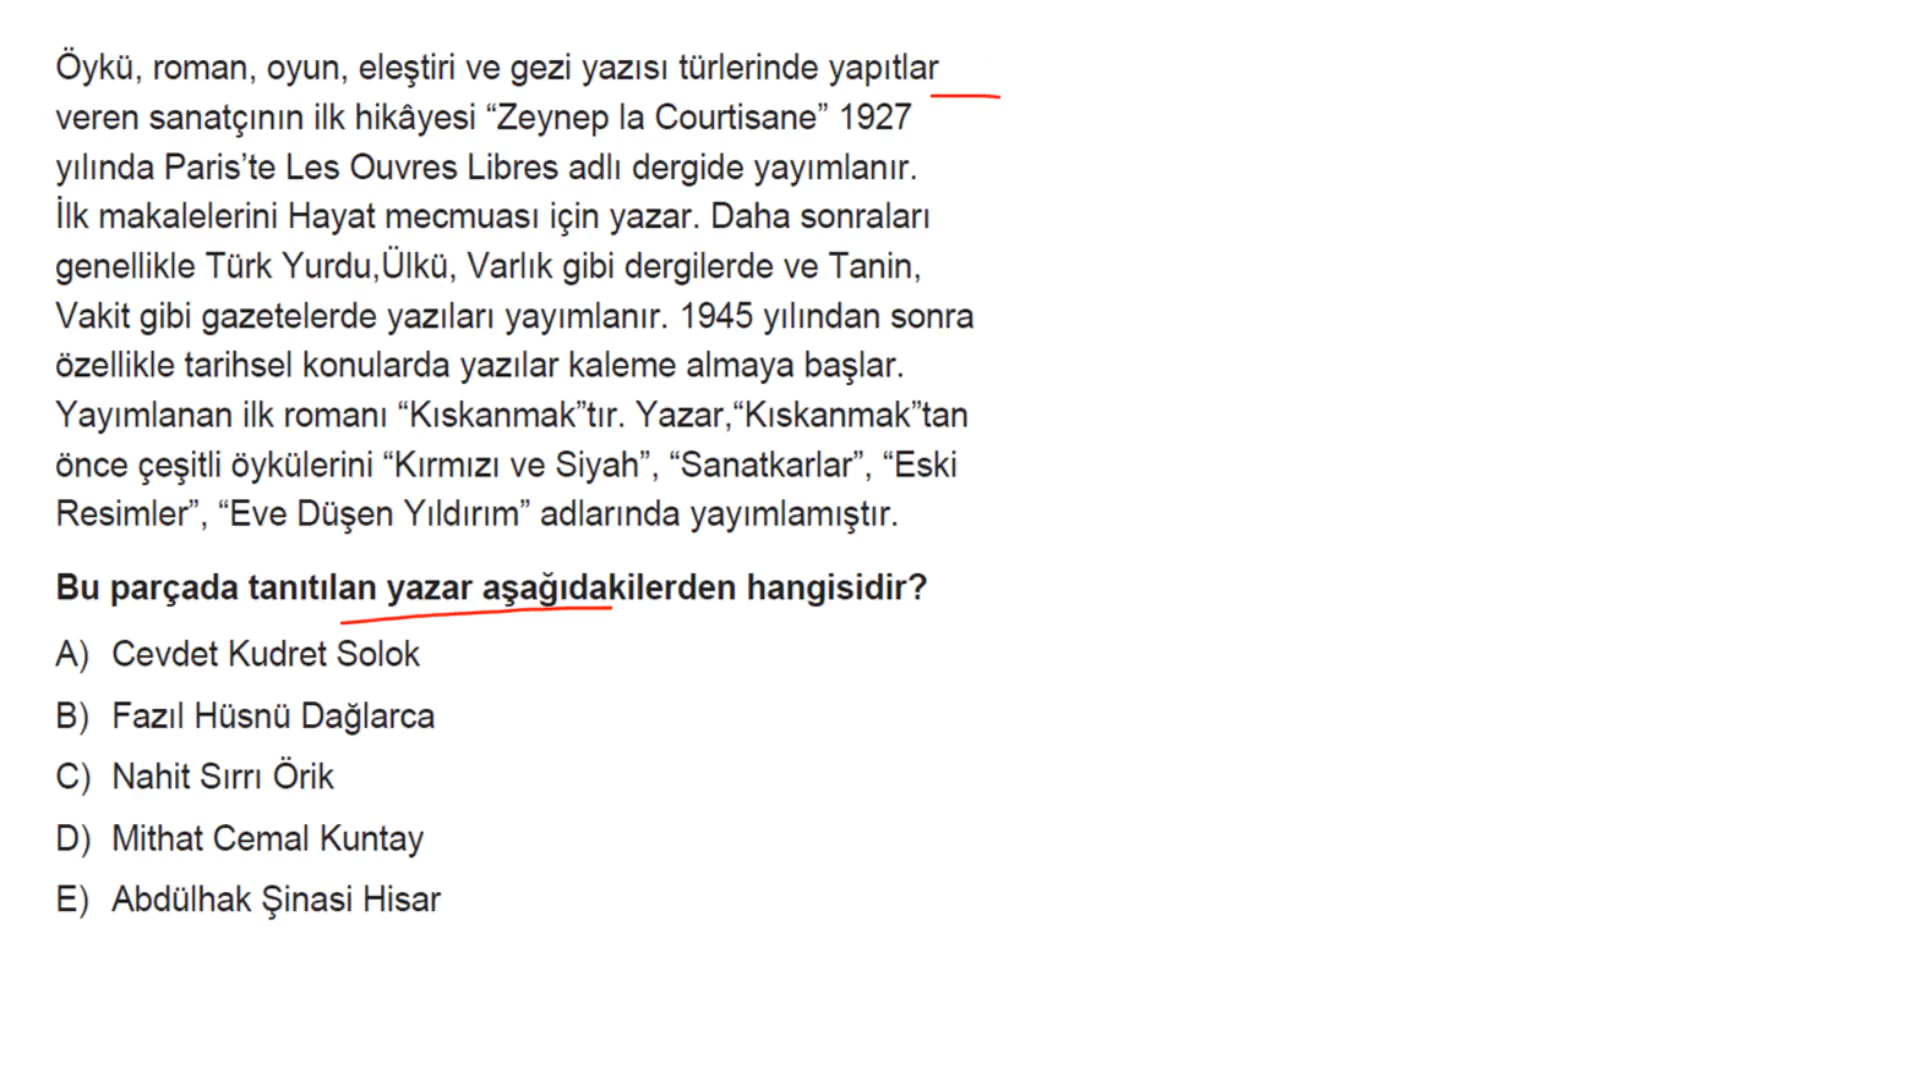 Öykü, roman, oyun, eleştiri ve gezi yazısı türlerinde yapıtlar
veren sanatçının ilk hikâyesi “Zeynep la Courtisane” 1927
yılında Paris’te Les Ouvres Libres adlı dergide yayımlanır.
İlk makalelerini Hayat mecmuası için yazar. Daha sonraları
genellikle Türk Yurdu,Ülkü, Varlık gibi dergilerde ve Tanin,
Vakit gibi gazetelerde yazıları yayımlanır. 1945 yılından sonra
özellikle tarihsel konularda yazılar kaleme almaya başlar.
Yayımlanan ilk romanı “Kıskanmak”tır. Yazar,“Kıskanmak”tan
önce çeşitli öykülerini “Kırmızı ve Siyah”, “Sanatkarlar”, “Eski
Resimler”, “Eve Düşen Yıldırım” adlarında yayımlamıştır.
Bu parçada tanıtılan yazar aşağıdakilerden hangisidir?
A) Cevdet Kudret Solok
B) Fazıl Hüsnü Dağlarca
C) Nahit Sırrı Örik
D) Mithat Cemal Kuntay
E) Abdülhak Şinasi Hisar